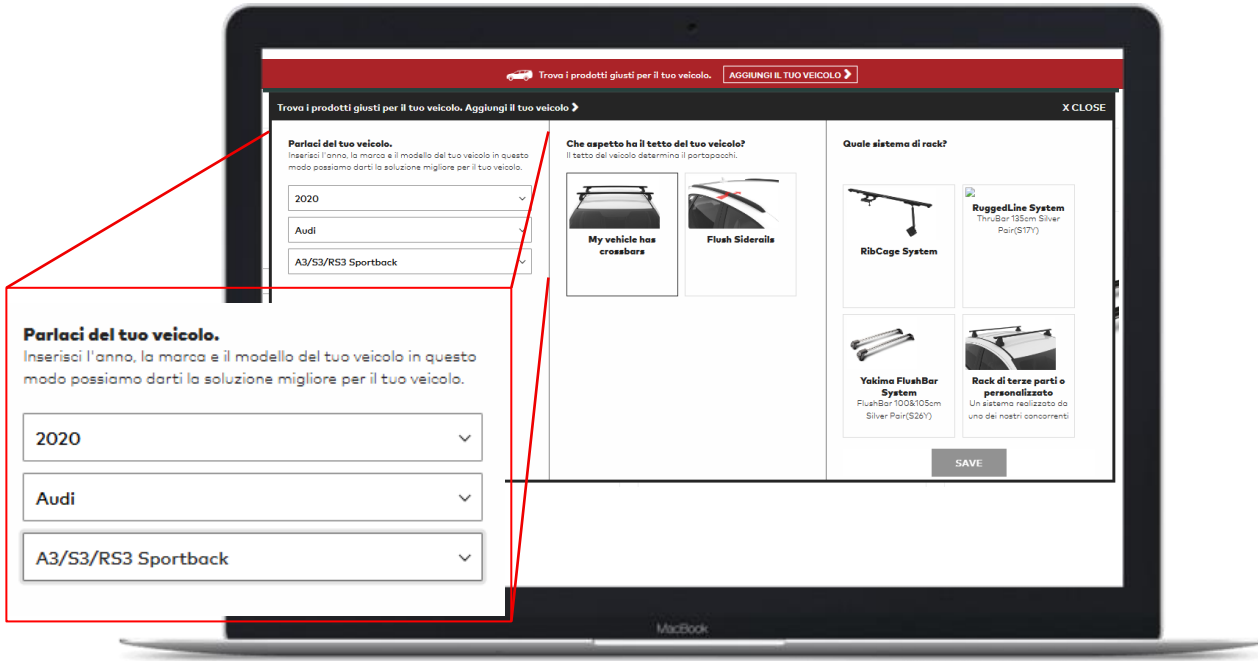 Trova i prodotti giusti per il tuo veicolo.
AGGIUNGI IL TUO VEICOLO
Trova i prodotti giusti per il tuo veicolo. Aggiungi il tuo veicolo
X CLOSE
Parlaci del tuo veicolo.
Inserisci l'anno, la marca e il modello del tuo veicolo in questo
modo possiamo darti la soluzione migliore per il tuo veicolo.
2020
Audi
A3/S3/RS3 Sportback
Che aspetto ha il tetto del tuo veicolo?
Il tetto del veicolo determina il portapacchi.
My vehicle has
crossbars
Flush Siderails
Quale sistema di rack?
RibCage System
RuggedLine System
ThruBar 135cm Silver
Pair(S17Y)
Yakima FlushBar
System
FlushBar 100&105cm
Silver Pair(S26Y)
Rack di terze parti o
personalizzato
Un sistema realizzato da
uno dei nostri concorrenti
SAVE
Parlaci del tuo veicolo.
Inserisci l'anno, la marca e il modello del tuo veicolo in questo
modo possiamo darti la soluzione migliore per il tuo veicolo.
2020
Audi
A3/S3/RS3 Sportback
MacBook